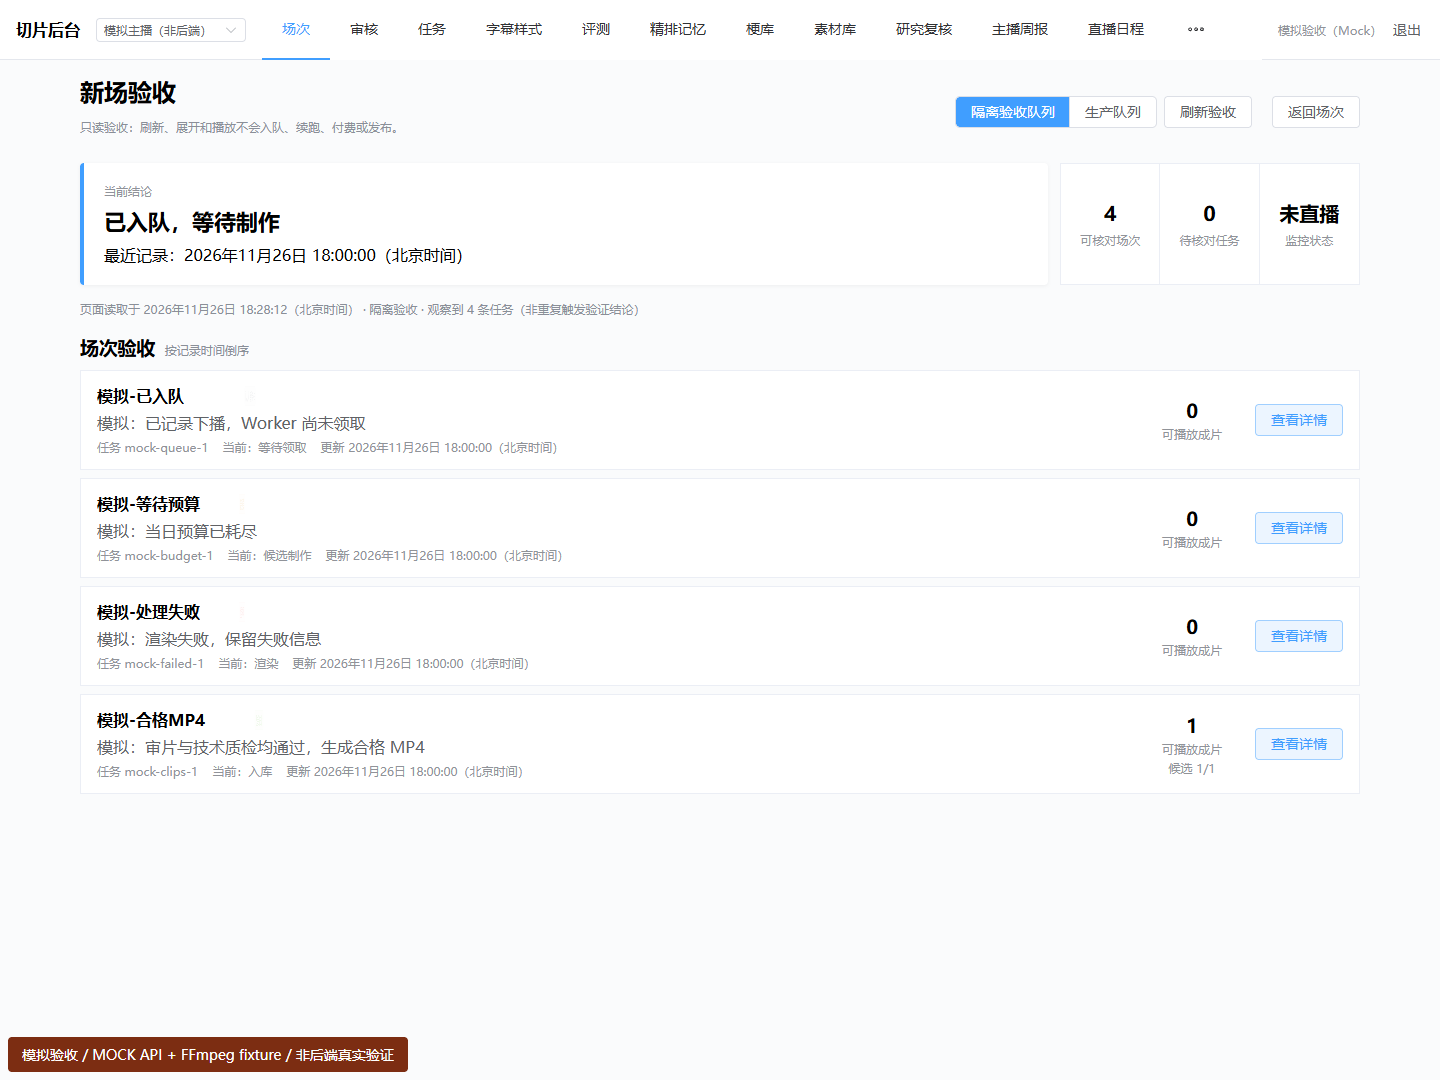 切片后台
模拟主播（非后端）
场次 审核 任务 字幕样式 评测 精排记忆 梗库 素材库 研究复核 主播周报 直播日程
模拟验收（Mock） 退出
新场验收
只读验收：刷新、展开和播放不会入队、续跑、付费或发布。
隔离验收队列 生产队列 刷新验收 返回场次
当前结论
已入队，等待制作
最近记录：2026年11月26日 18:00:00（北京时间）
4
可核对场次
0
待核对任务
未直播
监控状态
页面读取于 2026年11月26日 18:28:12（北京时间） · 隔离验收 · 观察到 4 条任务（非重复触发验证结论）
场次验收 按记录时间倒序
模拟-已入队
模拟：已记录下播，Worker 尚未领取
任务 mock-queue-1 当前：等待领取 更新 2026年11月26日 18:00:00（北京时间）
0
可播放成片
查看详情
模拟-等待预算
模拟：当日预算已耗尽
任务 mock-budget-1 当前：候选制作 更新 2026年11月26日 18:00:00（北京时间）
0
可播放成片
查看详情
模拟-处理失败
模拟：渲染失败，保留失败信息
任务 mock-failed-1 当前：渲染 更新 2026年11月26日 18:00:00（北京时间）
0
可播放成片
查看详情
模拟-合格MP4
模拟：审片与技术质检均通过，生成合格 MP4
任务 mock-clips-1 当前：入库 更新 2026年11月26日 18:00:00（北京时间）
1
可播放成片
候选 1/1
查看详情
模拟验收 / MOCK API + FFmpeg fixture / 非后端真实验证